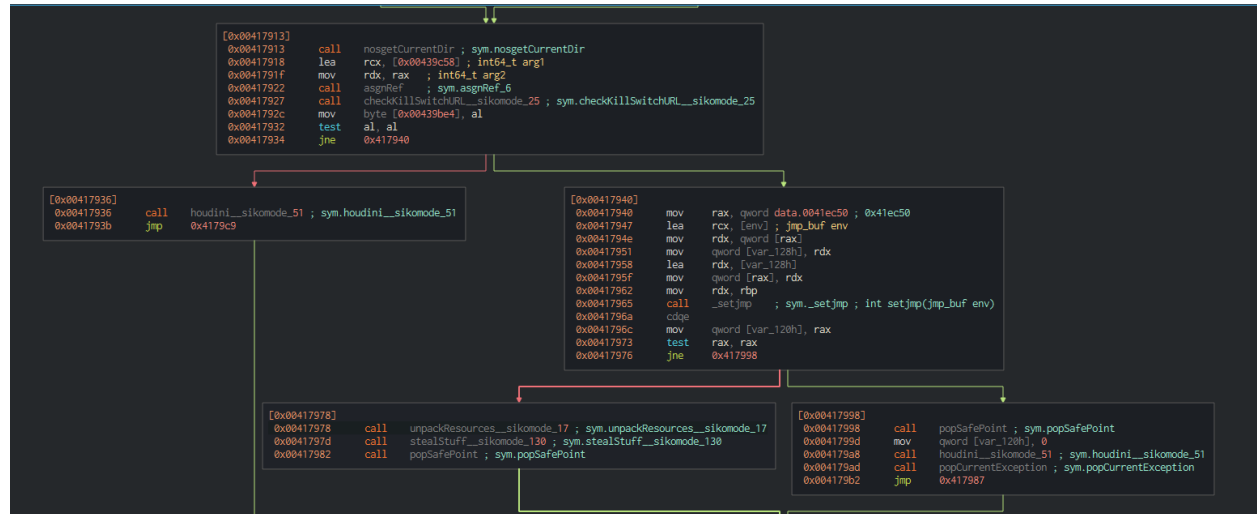 [0x00417913]
0x00417913 call nosgetCurrentDir ; sym.nosgetCurrentDir
0x00417918 lea rcx, [0x00439c58] ; int64_t arg1
0x0041791f mov rdx, rax ; int64_t arg2
0x00417922 call asgnRef ; sym.asgnRef_6
0x00417927 call checkKillSwitchURL__sikomode_25 ; sym.checkKillSwitchURL__sikomode_25
0x0041792c mov byte [0x00439be4], al
0x00417932 test al, al
0x00417934 jne 0x417940
[0x00417936]
0x00417936 call houdini__sikomode_51 ; sym.houdini__sikomode_51
0x0041793b jmp 0x4179c9
[0x00417940]
0x00417940 mov rax, qword data.0041ec50 ; 0x41ec50
0x00417947 lea rcx, [env] ; jmp_buf env
0x0041794e mov rdx, qword [rax]
0x00417951 mov qword [var_128h], rdx
0x00417958 lea rdx, [var_128h]
0x0041795f mov qword [rax], rdx
0x00417962 mov rdx, rbp
0x00417965 call _setjmp ; sym._setjmp ; int setjmp(jmp_buf env)
0x0041796a cdqe
0x0041796c mov qword [var_120h], rax
0x00417973 test rax, rax
0x00417976 jne 0x417998
[0x00417978]
0x00417978 call unpackResources__sikomode_17 ; sym.unpackResources__sikomode_17
0x0041797d call stealStuff__sikomode_130 ; sym.stealStuff__sikomode_130
0x00417982 call popSafePoint ; sym.popSafePoint
[0x00417998]
0x00417998 call popSafePoint ; sym.popSafePoint
0x0041799d mov qword [var_120h], 0
0x004179a8 call houdini__sikomode_51 ; sym.houdini__sikomode_51
0x004179ad call popCurrentException ; sym.popCurrentException
0x004179b2 jmp 0x417987